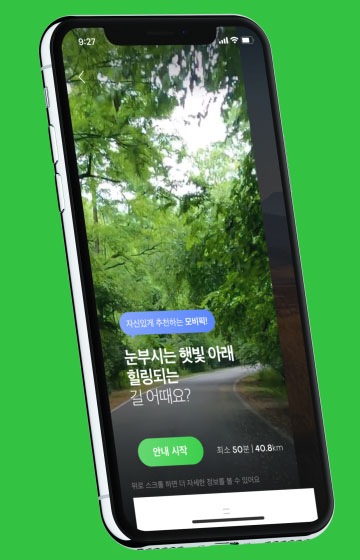 9:27
자신있게 추천하는 모비픽!
눈부시는 햇빛 아래
힐링되는
길 어때요?
안내 시작
최소 50분 | 40.8km
위로 스크롤 하면 더 자세한 정보를 볼 수 있어요